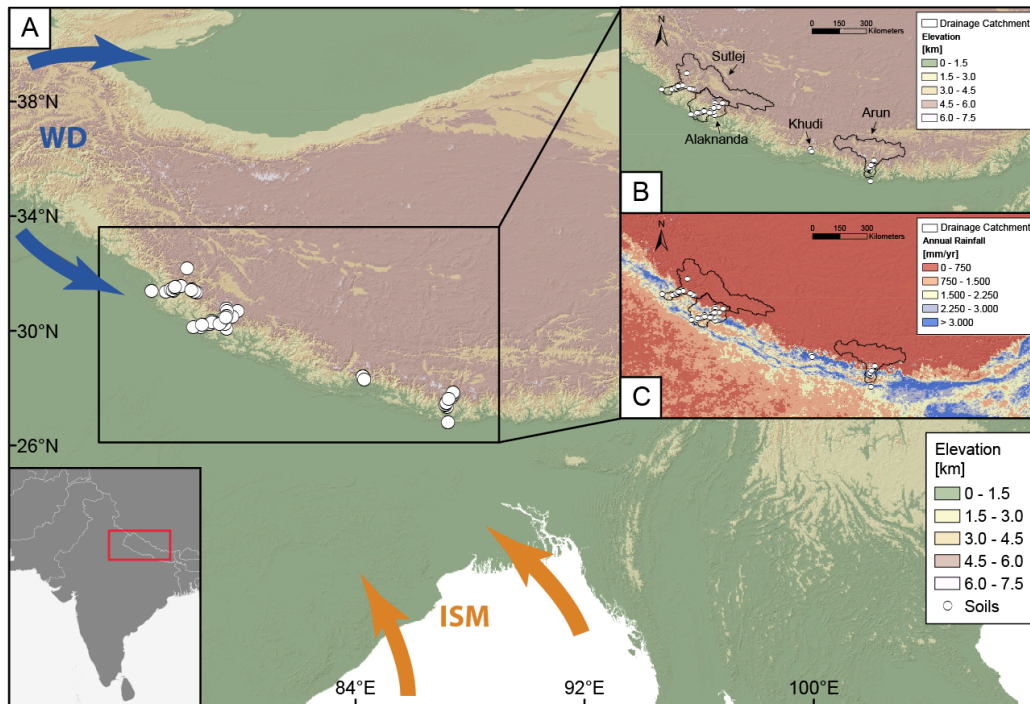 A
38°N
WD
34°N
30°N
26°N
ISM
84°E
92°E
100°E
Elevation
[km]
0 - 1.5
1.5 - 3.0
3.0 - 4.5
4.5 - 6.0
6.0 - 7.5
Soils
B
N
0 150 300
Kilometers
Sutlej
Alaknanda
Khudi
Arun
Drainage Catchment
Elevation
[km]
0 - 1.5
1.5 - 3.0
3.0 - 4.5
4.5 - 6.0
6.0 - 7.5
C
N
0 150 300
Kilometers
Drainage Catchment
Annual Rainfall
[mm/yr]
0 - 750
750 - 1.500
1.500 - 2.250
2.250 - 3.000
> 3.000